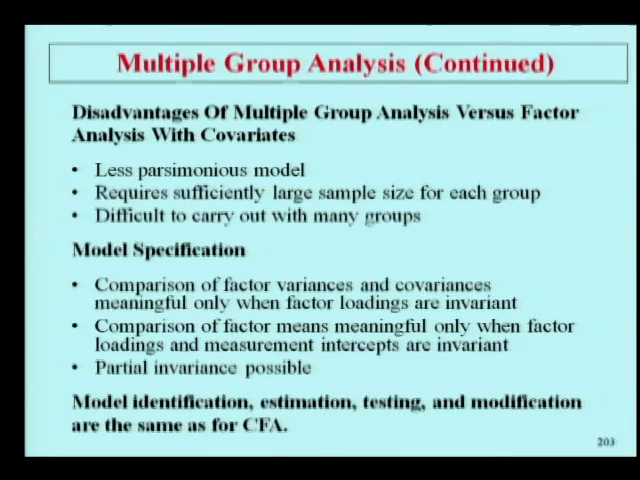 Multiple Group Analysis (Continued)
Disadvantages Of Multiple Group Analysis Versus Factor
Analysis With Covariates
• Less parsimonious model
• Requires sufficiently large sample size for each group
• Difficult to carry out with many groups
Model Specification
• Comparison of factor variances and covariances
meaningful only when factor loadings are invariant
• Comparison of factor means meaningful only when factor
loadings and measurement intercepts are invariant
• Partial invariance possible
Model identification, estimation, testing, and modification
are the same as for CFA.
203